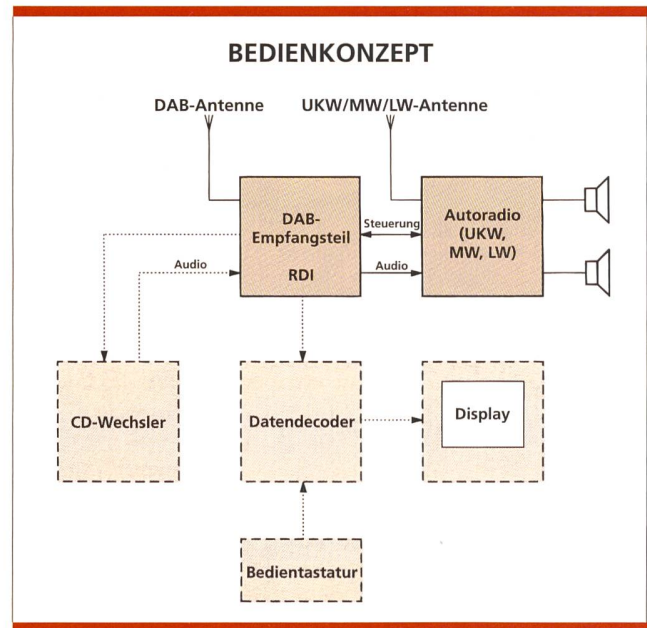 BEDIENKONZEPT
DAB-Antenne
UKW/MW/LW-Antenne
DAB-
Empfangsteil
RDI
Steuerung
Audio
Autoradio
(UKW,
MW, LW)
Audio
CD-Wechsler
Datendecoder
Display
Bedientastatur